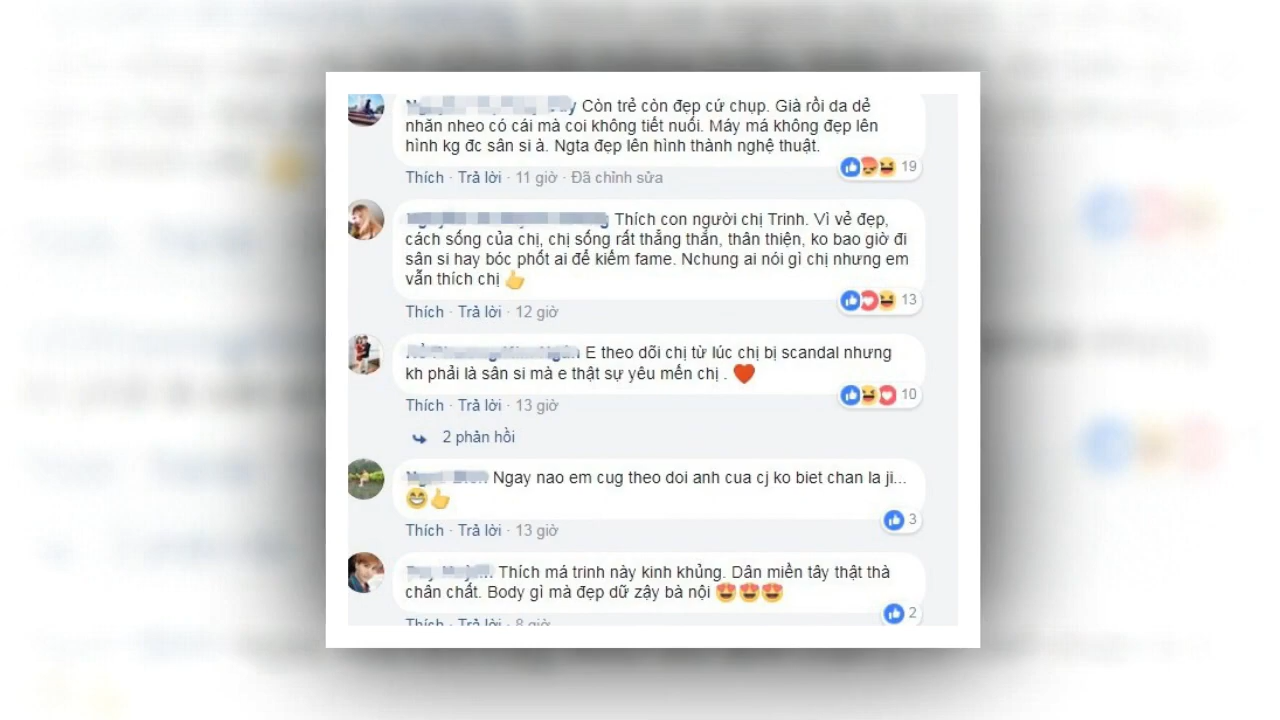 Còn trẻ còn đẹp cứ chụp. Già rồi da dẻ
nhăn nheo có cái mà coi không tiết nuối. Máy má không đẹp lên
hình kg đc sân si à. Ngta đẹp lên hình thành nghệ thuật.
19
Thích · Trả lời · 11 giờ · Đã chỉnh sửa
Thích con người chị Trinh. Vì vẻ đẹp,
cách sống của chị, chị sống rất thẳng thắn, thân thiện, ko bao giờ đi
sân si hay bóc phốt ai để kiếm fame. Nchung ai nói gì chị nhưng em
vẫn thích chị 👍
13
Thích · Trả lời · 12 giờ
E theo dõi chị từ lúc chị bị scandal nhưng
kh phải là sân si mà e thật sự yêu mến chị . ❤
10
Thích · Trả lời · 13 giờ
2 phản hồi
Ngay nao em cug theo doi anh cua cj ko biet chan la ji...
😁👍
3
Thích · Trả lời · 13 giờ
Thích má trinh này kinh khủng. Dân miền tây thật thà
chân chất. Body gì mà đẹp dữ zậy bà nội 😍😍😍
2
Thích · Trả lời · 8 giờ